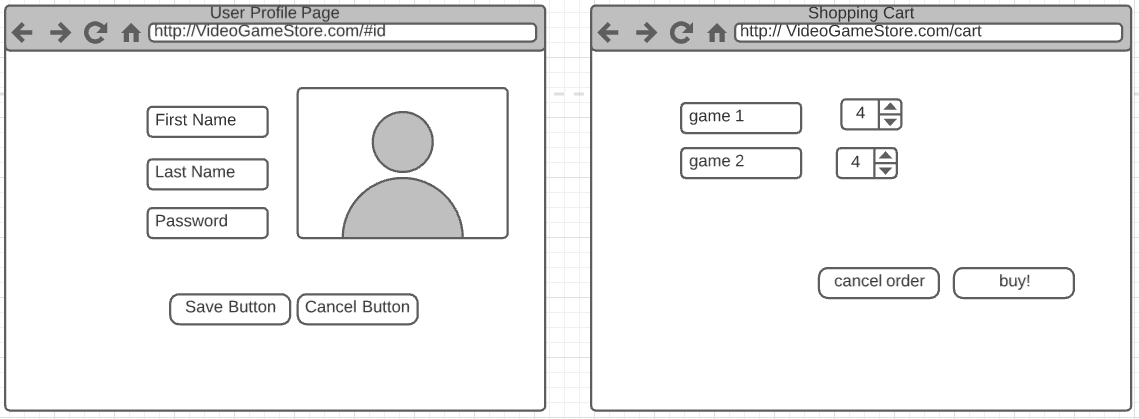 User Profile Page
http://VideoGameStore.com/#id
First Name
Last Name
Password
Save Button
Cancel Button
Shopping Cart
http:// VideoGameStore.com/cart
game 1
4
game 2
4
cancel order
buy!